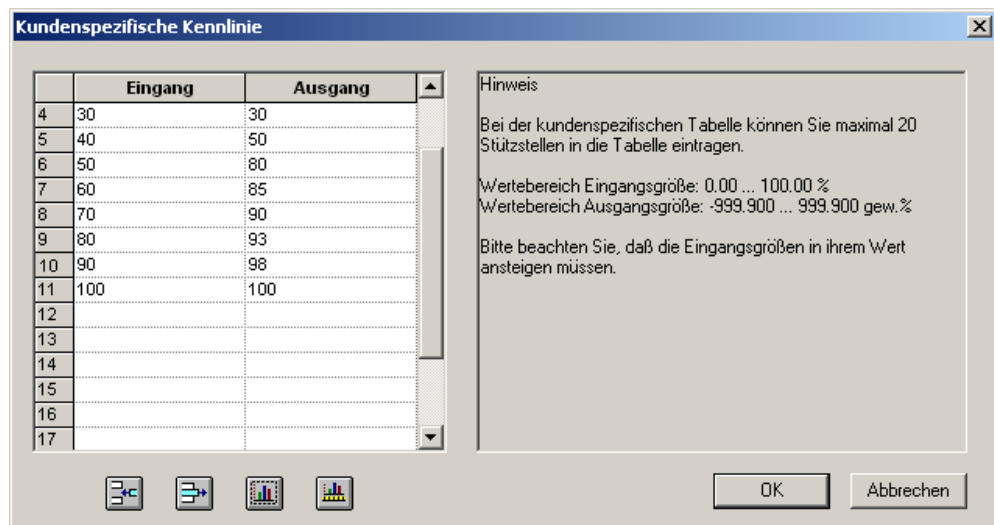 Kundenspezifische Kennlinie
Eingang Ausgang
4 30 30
5 40 50
6 50 80
7 60 85
8 70 90
9 80 93
10 90 98
11 100 100
12
13
14
15
16
17
Hinweis
Bei der kundenspezifischen Tabelle können Sie maximal 20
Stützstellen in die Tabelle eintragen.
Wertebereich Eingangsgröße: 0.00 ... 100.00 %
Wertebereich Ausgangsgröße: -999.900 ... 999.900 gew.%
Bitte beachten Sie, daß die Eingangsgrößen in ihrem Wert
ansteigen müssen.
OK Abbrechen